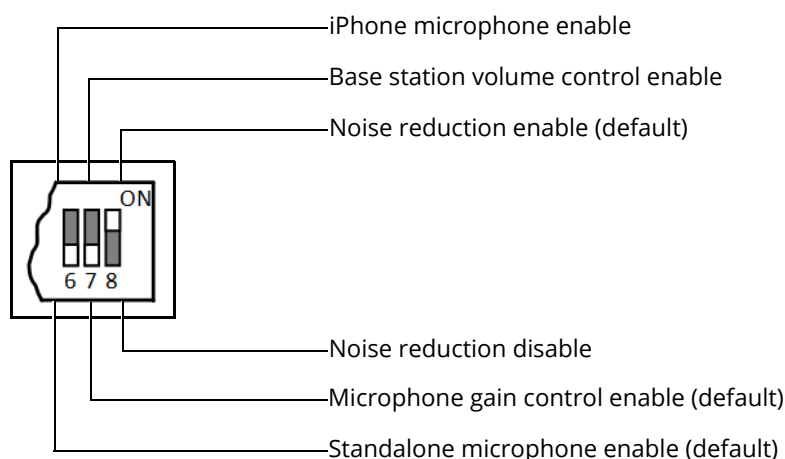 iPhone microphone enable
Base station volume control enable
Noise reduction enable (default)
ON
6 7 8
Noise reduction disable
Microphone gain control enable (default)
Standalone microphone enable (default)